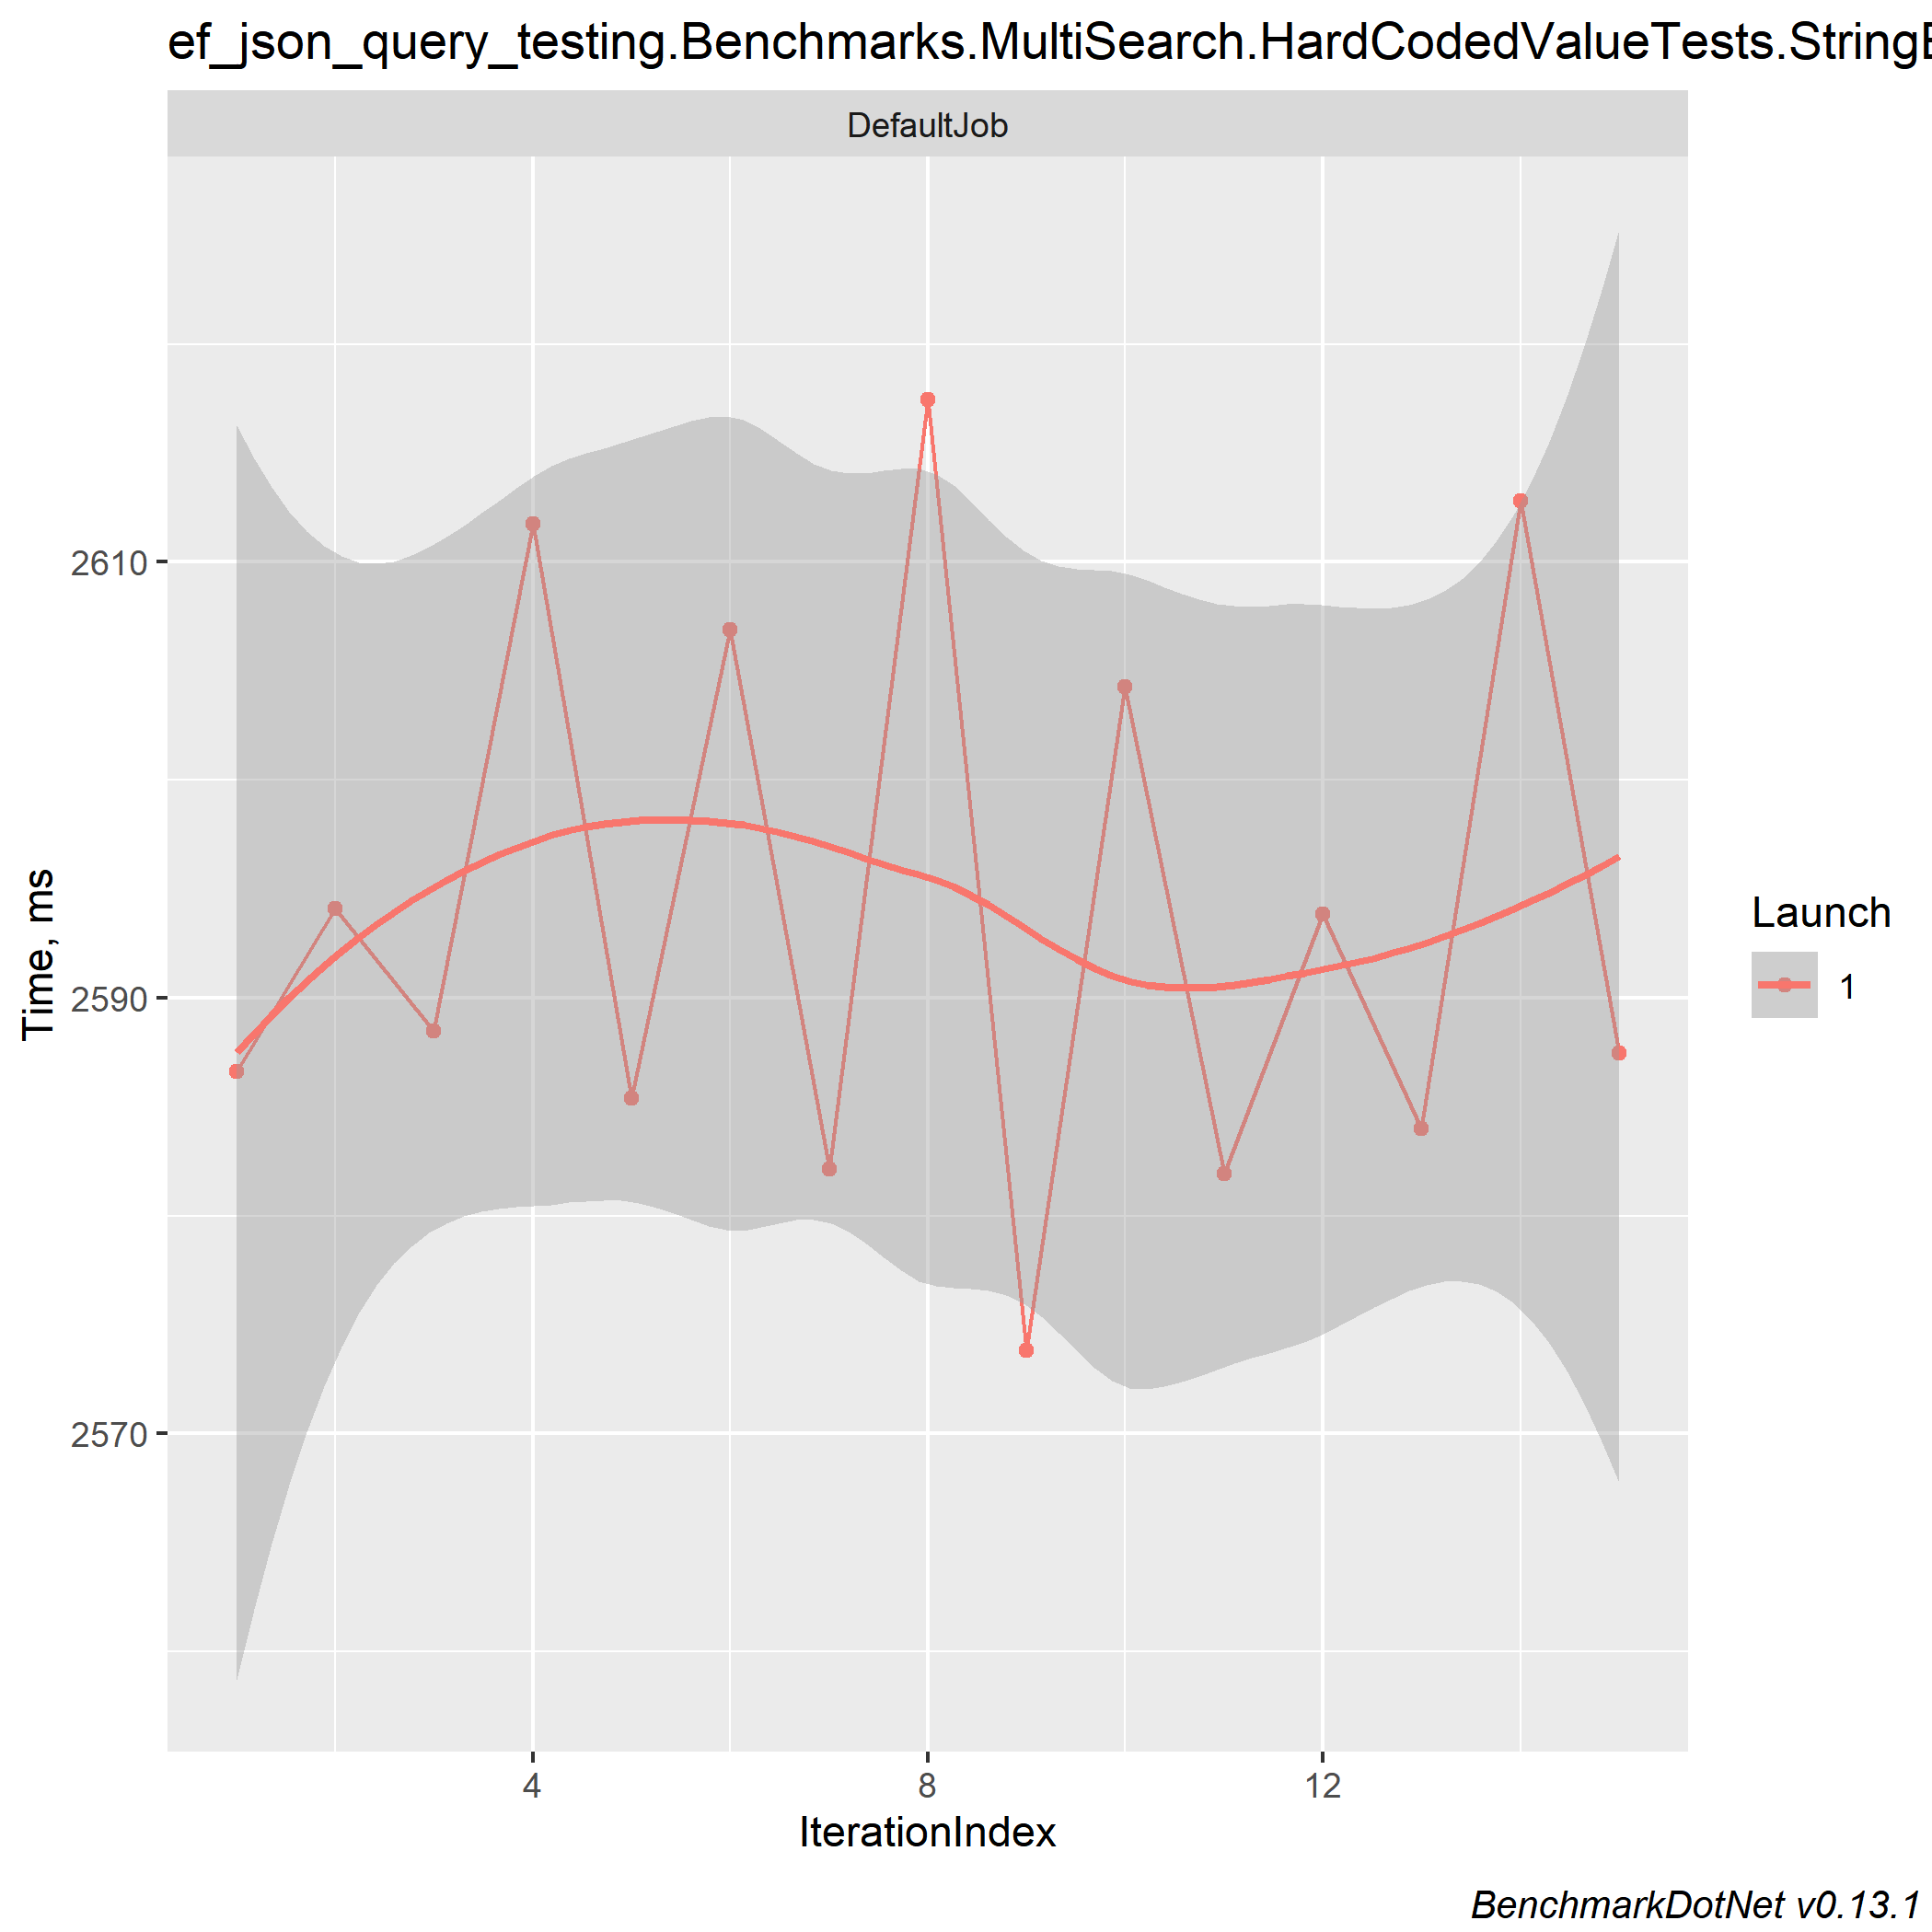 ef_json_query_testing.Benchmarks.MultiSearch.HardCodedValueTests.String
DefaultJob
2610
2590
2570
Time, ms
4
8
12
IterationIndex
Launch
1
BenchmarkDotNet v0.13.1